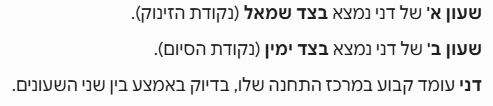 שעון א' של דני נמצא בצד שמאל (נקודת הזינוק).
שעון ב' של דני נמצא בצד ימין (נקודת הסיום).
דני עומד קבוע במרכז התחנה שלו, בדיוק באמצע בין שני השעונים.